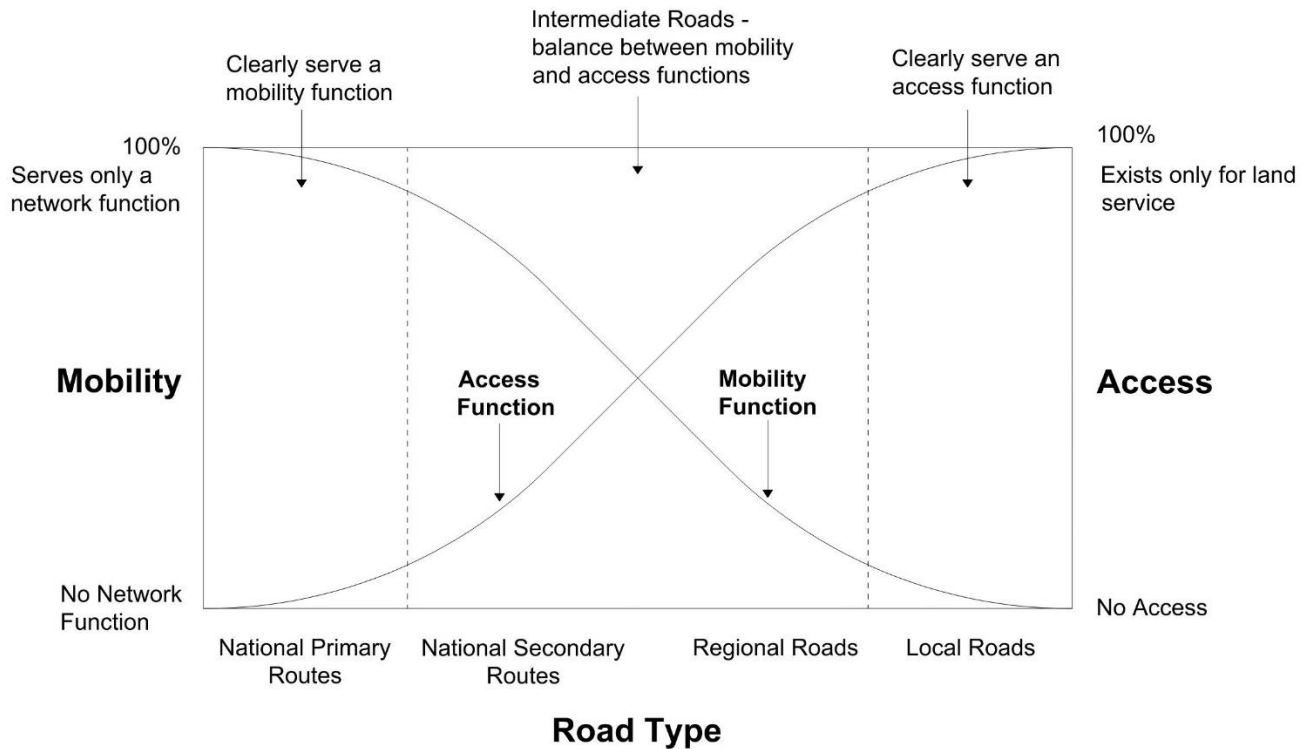 Intermediate Roads -
balance between mobility
and access functions
Clearly serve a
mobility function
Clearly serve an
access function
100%
Serves only a
network function
100%
Exists only for land
service
Mobility
Access
Function
Mobility
Function
Access
No Network
Function
No Access
National Primary
Routes
National Secondary
Routes
Regional Roads
Local Roads
Road Type